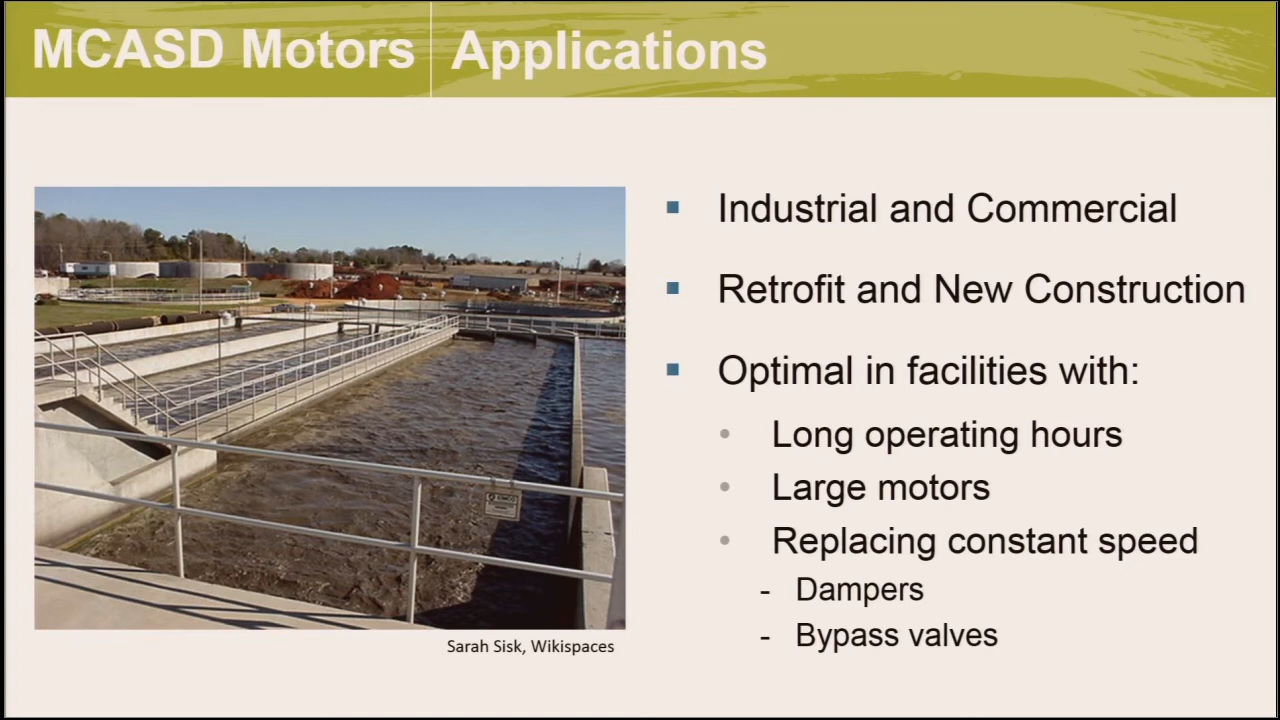 MCASD Motors Applications
Industrial and Commercial
Retrofit and New Construction
Optimal in facilities with:
Long operating hours
Large motors
Replacing constant speed
- Dampers
- Bypass valves
Sarah Sisk, Wikispaces